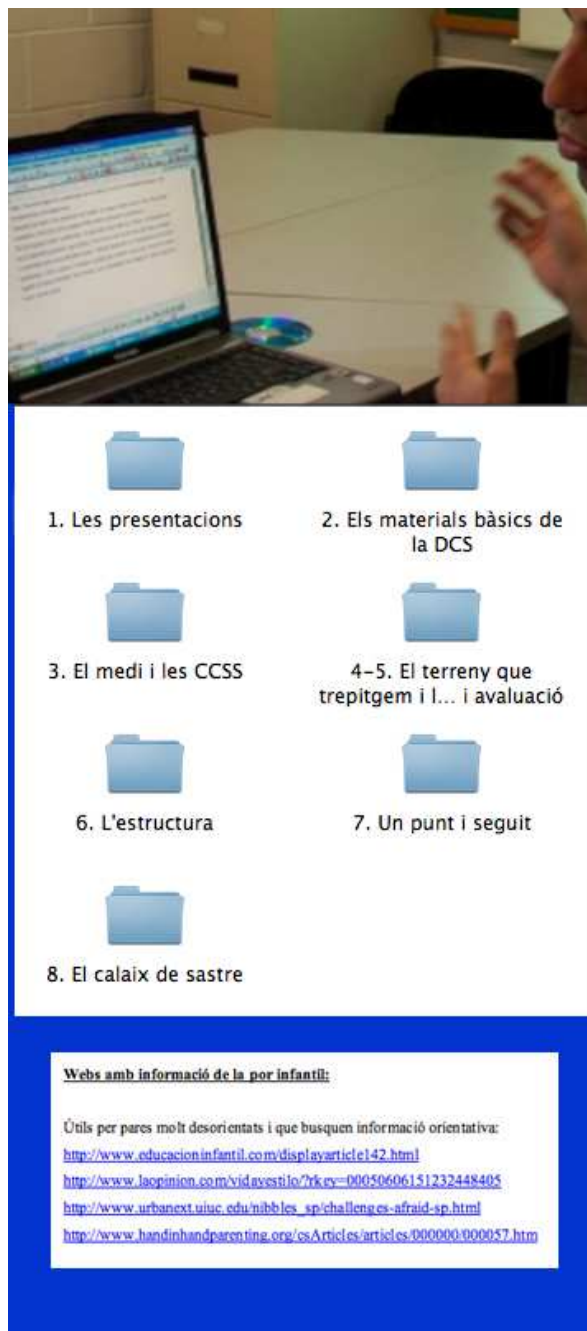 1. Les presentacions
2. Els materials bàsics de
la DCS
3. El medi i les CCSS
4-5. El terreny que
trepitgem i l... i avaluació
6. L'estructura
7. Un punt i seguit
8. El calaix de sastre
Webs amb informació de la por infantil:
Útils per pares molt desorientats i que busquen informació orientativa:
http://www.educacioninfantil.com/displayarticle142.html
http://www.laopinion.com/vidayestilo/?rkey=00050606151232448405
http://www.urbanext.uiuc.edu/nibbles_sp/challenges-afraid-sp.html
http://www.handinhandparenting.org/csArticles/articles/000000/000057.htm